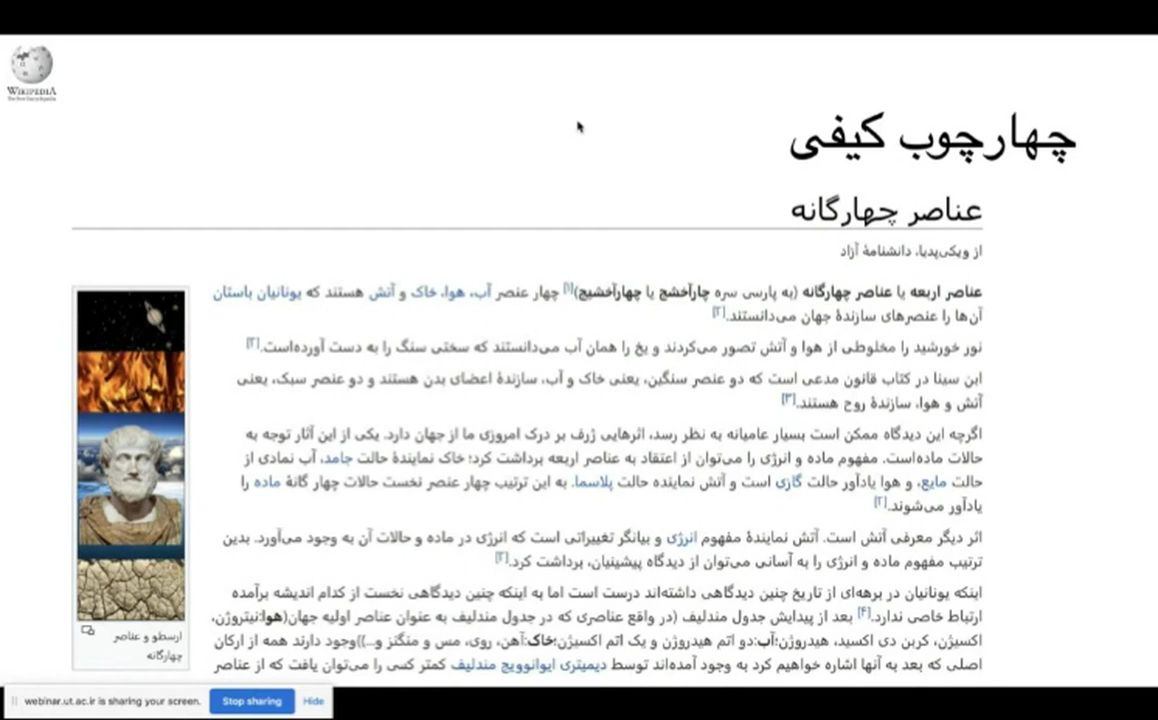 WIKIPEDIA
The Free Encyclopedia
چهارچوب کیفی
عناصر چهارگانه
از ویکی‌پدیا، دانشنامهٔ آزاد
عناصر اربعه یا عناصر چهارگانه (به پارسی سره چارآخشج یا چهارآخشیج)[۱] چهار عنصر آب، هوا، خاک و آتش هستند که یونانیان باستان
آن‌ها را عنصرهای سازندهٔ جهان می‌دانستند.[۲]
نور خورشید را مخلوطی از هوا و آتش تصور می‌کردند و یخ را همان آب می‌دانستند که سختی سنگ را به دست آورده‌است.[۲]
ابن سینا در کتاب قانون مدعی است که دو عنصر سنگین، یعنی خاک و آب، سازندهٔ اعضای بدن هستند و دو عنصر سبک، یعنی
آتش و هوا، سازندهٔ روح هستند.[۳]
اگرچه این دیدگاه ممکن است بسیار عامیانه به نظر رسد، اثرهایی ژرف بر درک امروزی ما از جهان دارد. یکی از این آثار توجه به
حالات ماده‌است. مفهوم ماده و انرژی را می‌توان از اعتقاد به عناصر اربعه برداشت کرد؛ خاک نمایندهٔ حالت جامد، آب نمادی از
حالت مایع، و هوا یادآور حالت گازی است و آتش نماینده حالت پلاسما. به این ترتیب چهار عنصر نخست حالات چهار گانهٔ ماده را
یادآور می‌شوند.[۲]
اثر دیگر معرفی آتش است. آتش نمایندهٔ مفهوم انرژی و بیانگر تغییراتی است که انرژی در ماده و حالات آن به وجود می‌آورد. بدین
ترتیب مفهوم ماده و انرژی را به آسانی می‌توان از دیدگاه پیشینیان، برداشت کرد.[۲]
اینکه یونانیان در برهه‌ای از تاریخ چنین دیدگاهی داشته‌اند درست است اما به اینکه چنین دیدگاهی نخست از کدام اندیشه برآمده
ارتباط خاصی ندارد.[۴] بعد از پیدایش جدول مندلیف (در واقع عناصری که در جدول مندلیف به عنوان عناصر اولیه جهان(هوا:نیتروژن،
اکسیژن، کربن دی اکسید، هیدروژن؛آب:دو اتم هیدروژن و یک اتم اکسیژن؛خاک:آهن، روی، مس و منگنز و...))وجود دارند همه از ارکان
اصلی که بعد به آنها اشاره خواهیم کرد به وجود آمده‌اند توسط دیمیتری ایوانوویچ مندلیف کمتر کسی را می‌توان یافت که از عناصر
ارسطو و عناصر
چهارگانه
webinar.ut.ac.ir is sharing your screen.
Stop sharing
Hide